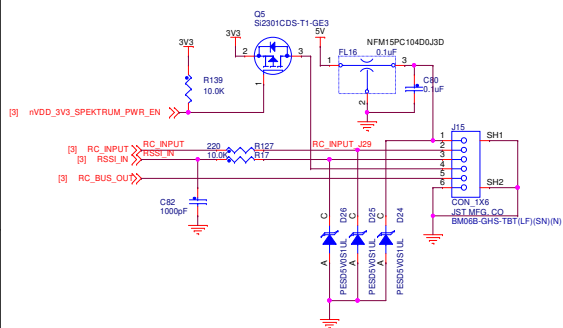 Q5
SI2301CDS-T1-GE3
3V3
3V3
2
3
1
5V
NFM15PC104D0J3D
FL16
0.1uF
1
3
2
C80
0.1uF
R139
10.0K
[3] nVDD_3V3_SPEKTRUM_PWR_EN
[3] RC_INPUT
RC_INPUT
220
R127
RC_INPUT_J29
[3] RSSI_IN
RSSI_IN
10.0K
R17
[3] RC_BUS_OUT
J15
1
2
3
4
5
6
SH1
SH2
CON_1X6
JST MFG. CO
BM06B-GHS-TBT(LF)(SN)(N)
C82
1000pF
C
A
D26
PESD5V0S1UL
C
A
D25
PESD5V0S1UL
C
A
D24
PESD5V0S1UL